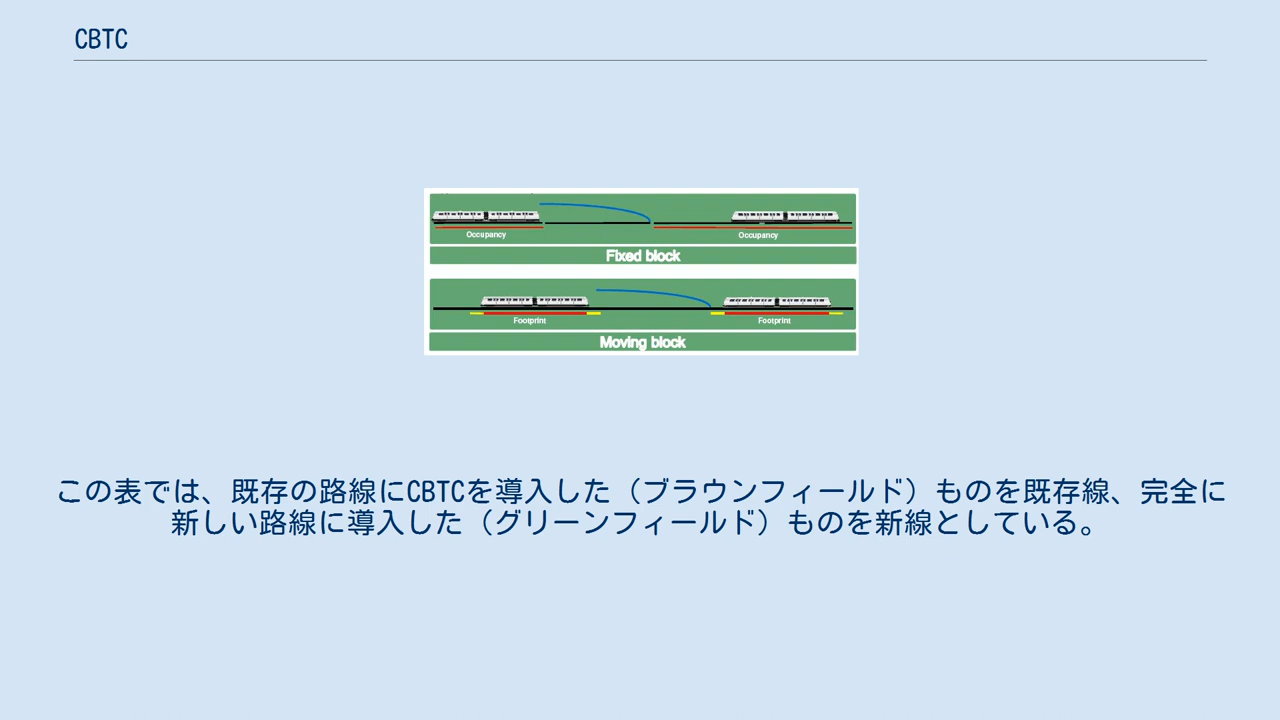 CBTC
Occupancy
Occupancy
Fixed block
Footprint
Footprint
Moving block
この表では、既存の路線にCBTCを導入した（ブラウンフィールド）ものを既存線、完全に
新しい路線に導入した（グリーンフィールド）ものを新線としている。